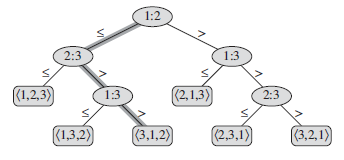 1:2
≤ >
2:3 1:3
≤ > ≤ >
⟨1,2,3⟩ 1:3 ⟨2,1,3⟩ 2:3
≤ > ≤ >
⟨1,3,2⟩ ⟨3,1,2⟩ ⟨2,3,1⟩ ⟨3,2,1⟩